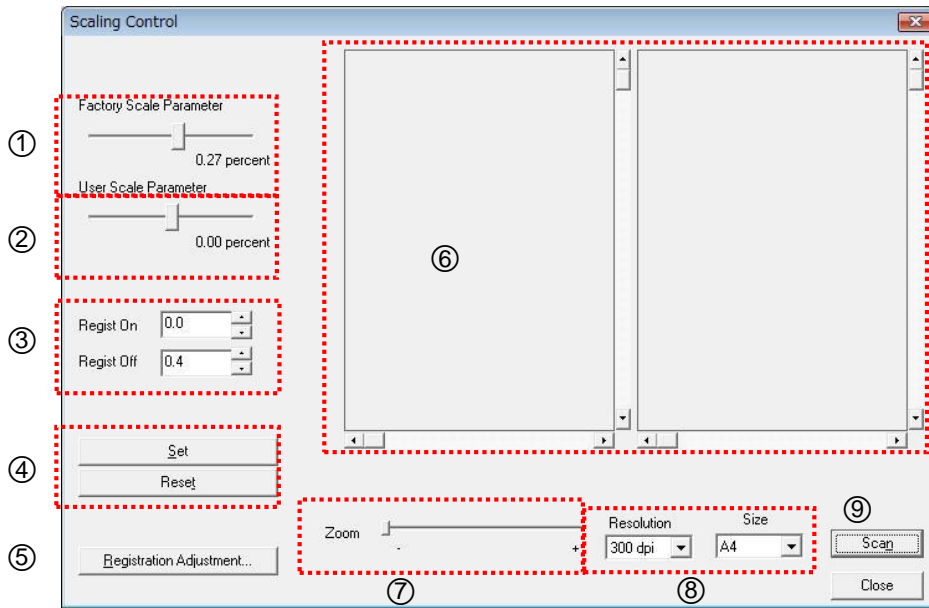 Scaling Control
①
Factory Scale Parameter
0.27 percent
②
User Scale Parameter
0.00 percent
③
Regist On 0.0
Regist Off 0.4
④
Set
Reset
⑤
Registration Adjustment...
⑥
Zoom
- +
⑦
Resolution Size
300 dpi A4
⑧
⑨
Scan
Close